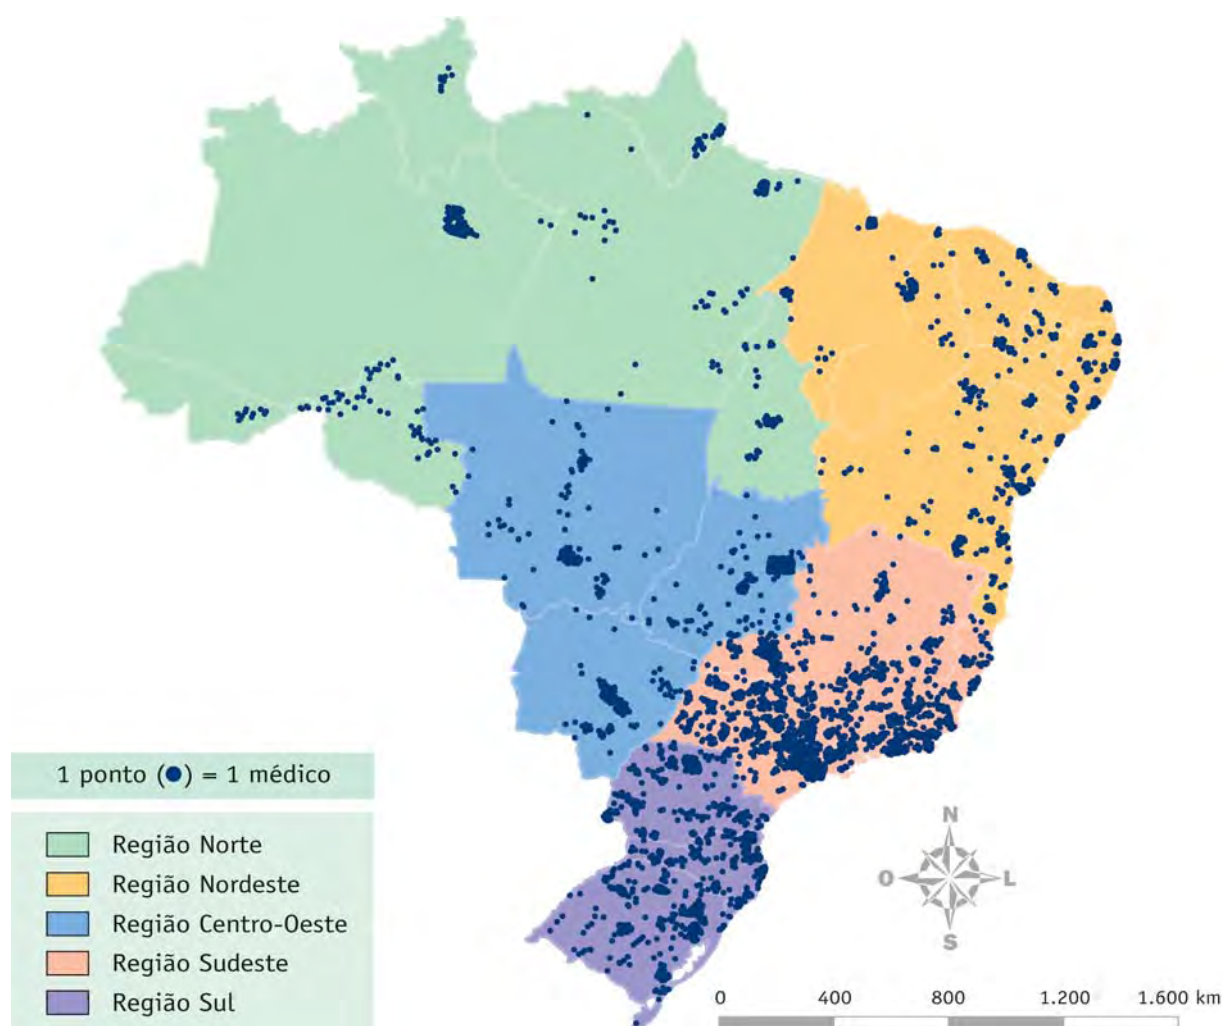 1 ponto (●) = 1 médico
Região Norte
Região Nordeste
Região Centro-Oeste
Região Sudeste
Região Sul
N
O L
S
0 400 800 1.200 1.600 km